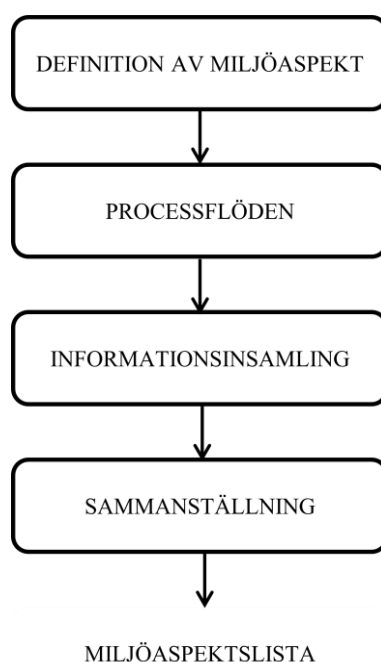 DEFINITION AV MILJÖASPEKT
PROCESSFLÖDEN
INFORMATIONSINSAMLING
SAMMANSTÄLLNING
MILJÖASPEKTSLISTA